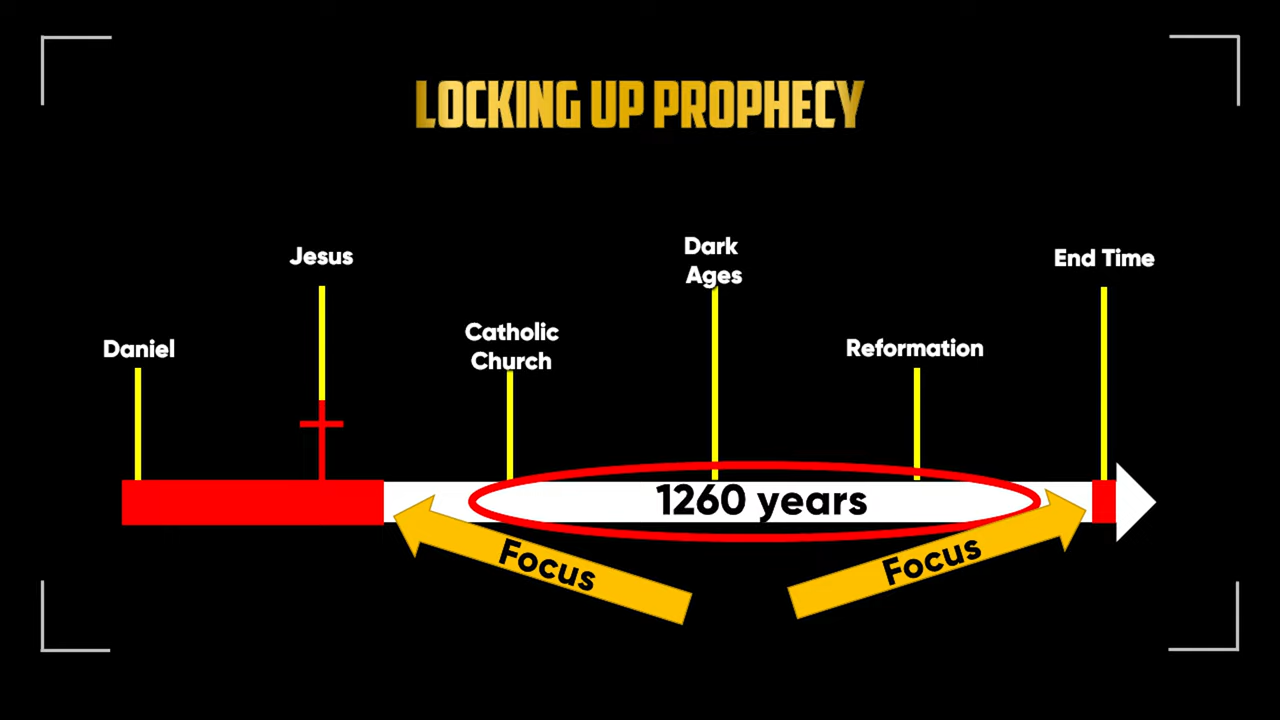 LOCKING UP PROPHECY
Daniel
Jesus
Catholic
Church
Dark
Ages
Reformation
End Time
1260 years
Focus
Focus